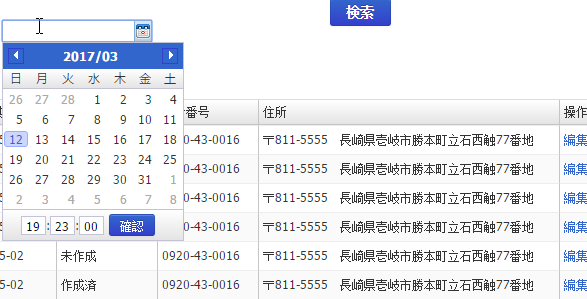 検索
2017/03
日 月 火 水 木 金 土
26 27 28 1 2 3 4
5 6 7 8 9 10 11
12 13 14 15 16 17 18
19 20 21 22 23 24 25
26 27 28 29 30 31 1
2 3 4 5 6 7 8
19 : 23 : 00 確認
番号 住所 操作
0-43-0016 〒811-5555 長崎県壱岐市勝本町立石西触77番地 編集
0-43-0016 〒811-5555 長崎県壱岐市勝本町立石西触77番地 編集
0-43-0016 〒811-5555 長崎県壱岐市勝本町立石西触77番地 編集
0-43-0016 〒811-5555 長崎県壱岐市勝本町立石西触77番地 編集
5-02 未作成 0920-43-0016 〒811-5555 長崎県壱岐市勝本町立石西触77番地 編集
5-02 作成済 0920-43-0016 〒811-5555 長崎県壱岐市勝本町立石西触77番地 編集